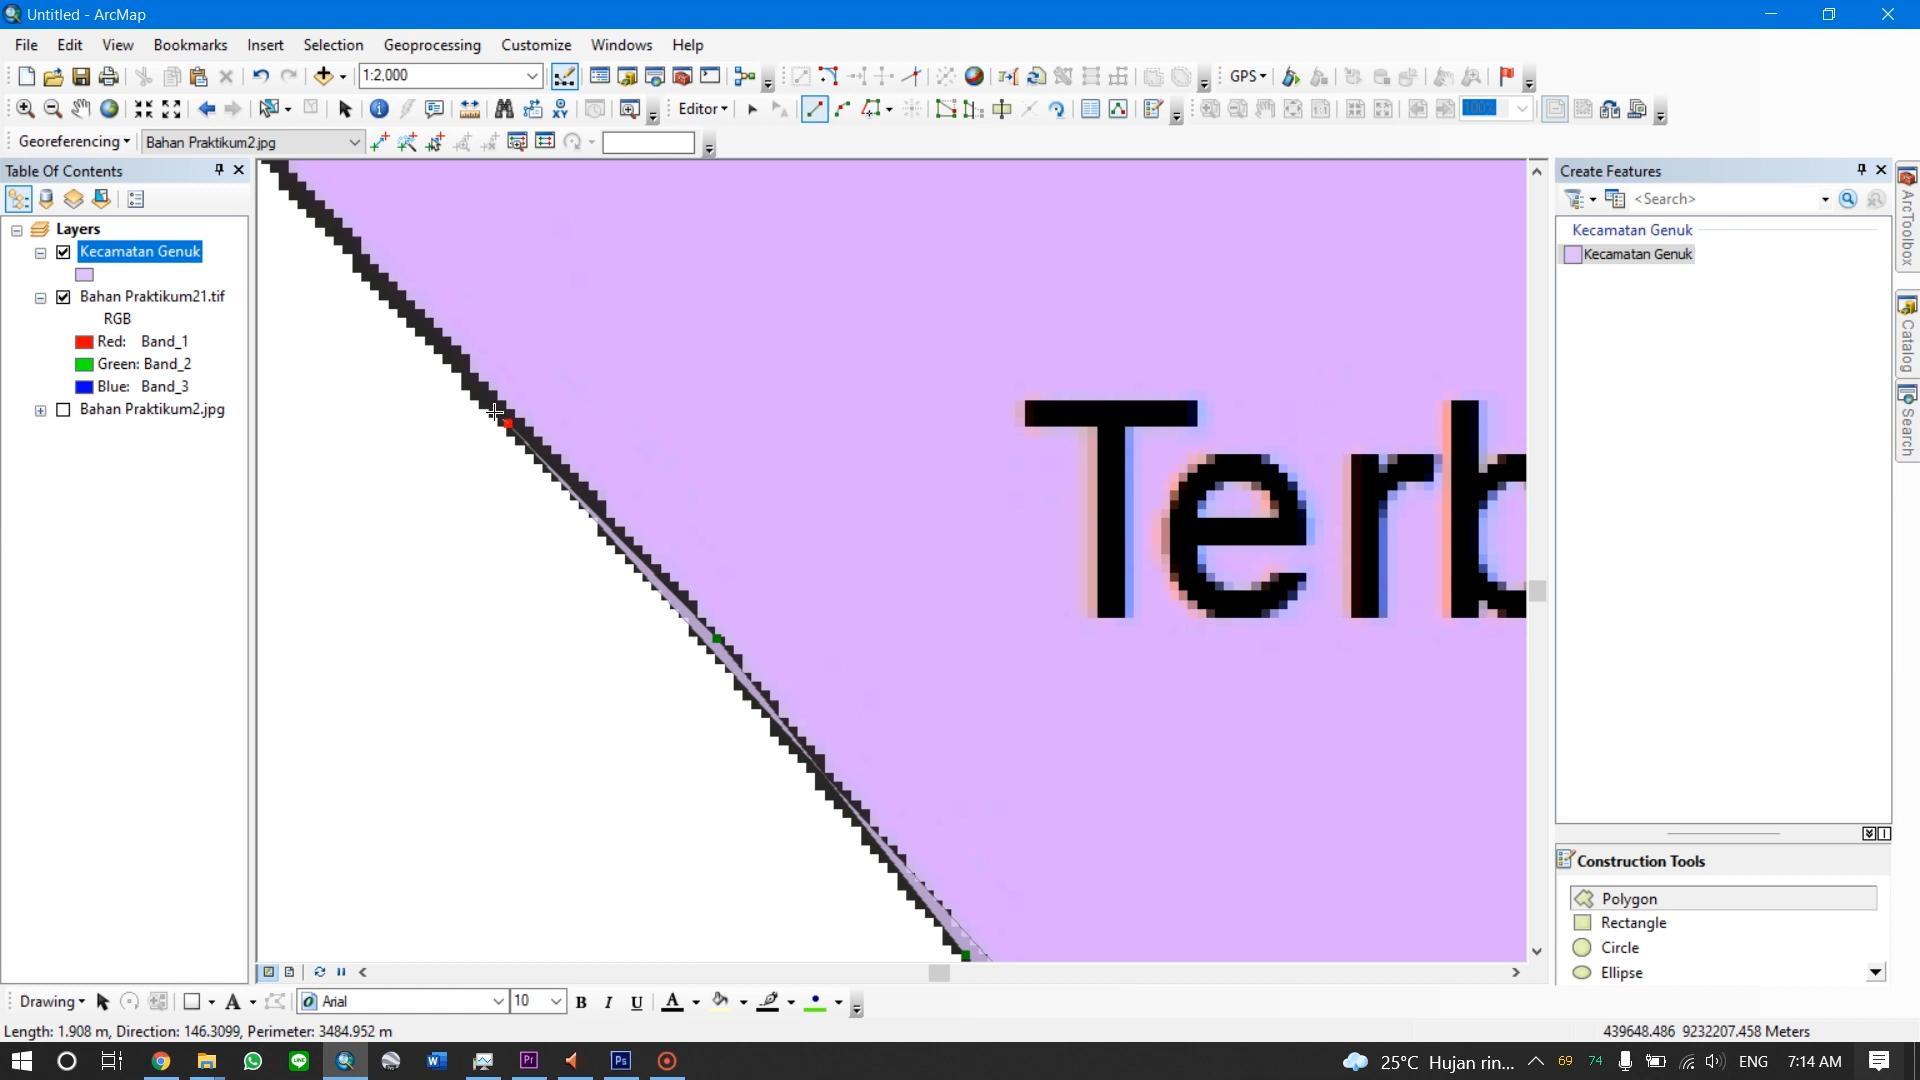 Untitled - ArcMap
File Edit View Bookmarks Insert Selection Geoprocessing Customize Windows Help
1:2,000
GPS
Editor
100%
Georeferencing
Bahan Praktikum2.jpg
Table Of Contents
Layers
Kecamatan Genuk
Bahan Praktikum21.tif
RGB
Red: Band_1
Green: Band_2
Blue: Band_3
Bahan Praktikum2.jpg
Terb
Create Features
<Search>
Kecamatan Genuk
Kecamatan Genuk
Construction Tools
Polygon
Rectangle
Circle
Ellipse
ArcToolbox
Catalog
Search
Drawing
A
Arial
10
B I U A
Length: 1.908 m, Direction: 146.3099, Perimeter: 3484.952 m
439648.486 9232207.458 Meters
25°C Hujan rin...
69 74
ENG
7:14 AM